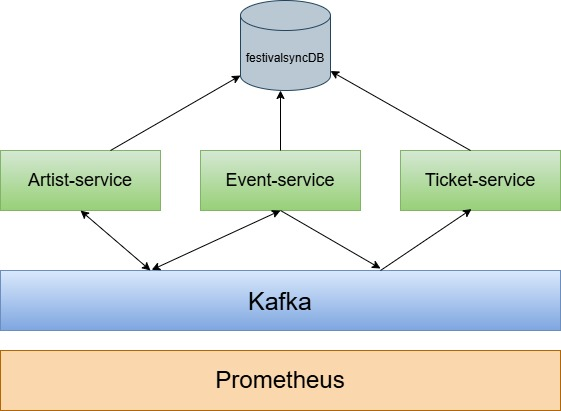 festivalsyncDB
Artist-service
Event-service
Ticket-service
Kafka
Prometheus